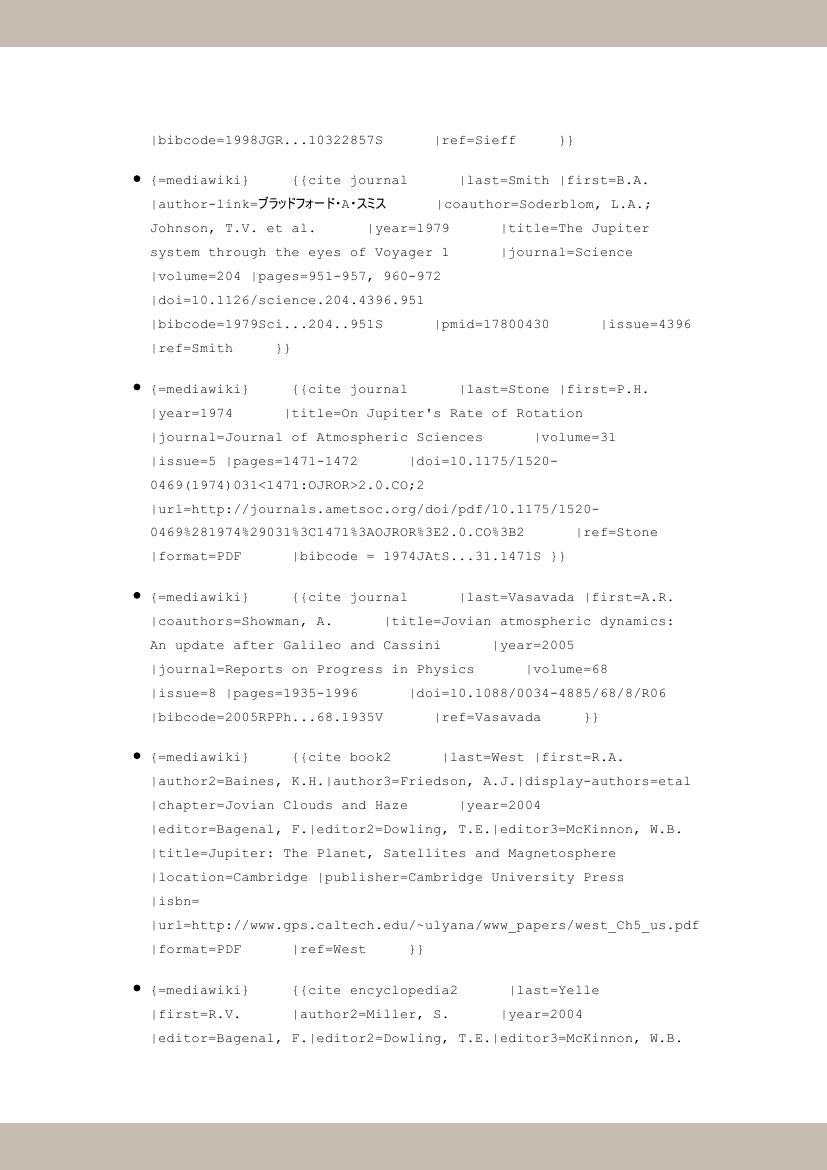 |bibcode=1998JGR...10322857S |ref=Sieff }}
• {=mediawiki} {{cite journal |last=Smith |first=B.A.
|author-link=ブラッドフォード・A・スミス |coauthor=Soderblom, L.A.;
Johnson, T.V. et al. |year=1979 |title=The Jupiter
system through the eyes of Voyager 1 |journal=Science
|volume=204 |pages=951-957, 960-972
|doi=10.1126/science.204.4396.951
|bibcode=1979Sci...204..951S |pmid=17800430 |issue=4396
|ref=Smith }}
• {=mediawiki} {{cite journal |last=Stone |first=P.H.
|year=1974 |title=On Jupiter's Rate of Rotation
|journal=Journal of Atmospheric Sciences |volume=31
|issue=5 |pages=1471-1472 |doi=10.1175/1520-
0469(1974)031<1471:OJROR>2.0.CO;2
|url=http://journals.ametsoc.org/doi/pdf/10.1175/1520-
0469%281974%29031%3C1471%3AOJROR%3E2.0.CO%3B2 |ref=Stone
|format=PDF |bibcode = 1974JAtS...31.1471S }}
• {=mediawiki} {{cite journal |last=Vasavada |first=A.R.
|coauthors=Showman, A. |title=Jovian atmospheric dynamics:
An update after Galileo and Cassini |year=2005
|journal=Reports on Progress in Physics |volume=68
|issue=8 |pages=1935-1996 |doi=10.1088/0034-4885/68/8/R06
|bibcode=2005RPPh...68.1935V |ref=Vasavada }}
• {=mediawiki} {{cite book2 |last=West |first=R.A.
|author2=Baines, K.H.|author3=Friedson, A.J.|display-authors=etal
|chapter=Jovian Clouds and Haze |year=2004
|editor=Bagenal, F.|editor2=Dowling, T.E.|editor3=McKinnon, W.B.
|title=Jupiter: The Planet, Satellites and Magnetosphere
|location=Cambridge |publisher=Cambridge University Press
|isbn=
|url=http://www.gps.caltech.edu/~ulyana/www_papers/west_Ch5_us.pdf
|format=PDF |ref=West }}
• {=mediawiki} {{cite encyclopedia2 |last=Yelle
|first=R.V. |author2=Miller, S. |year=2004
|editor=Bagenal, F.|editor2=Dowling, T.E.|editor3=McKinnon, W.B.